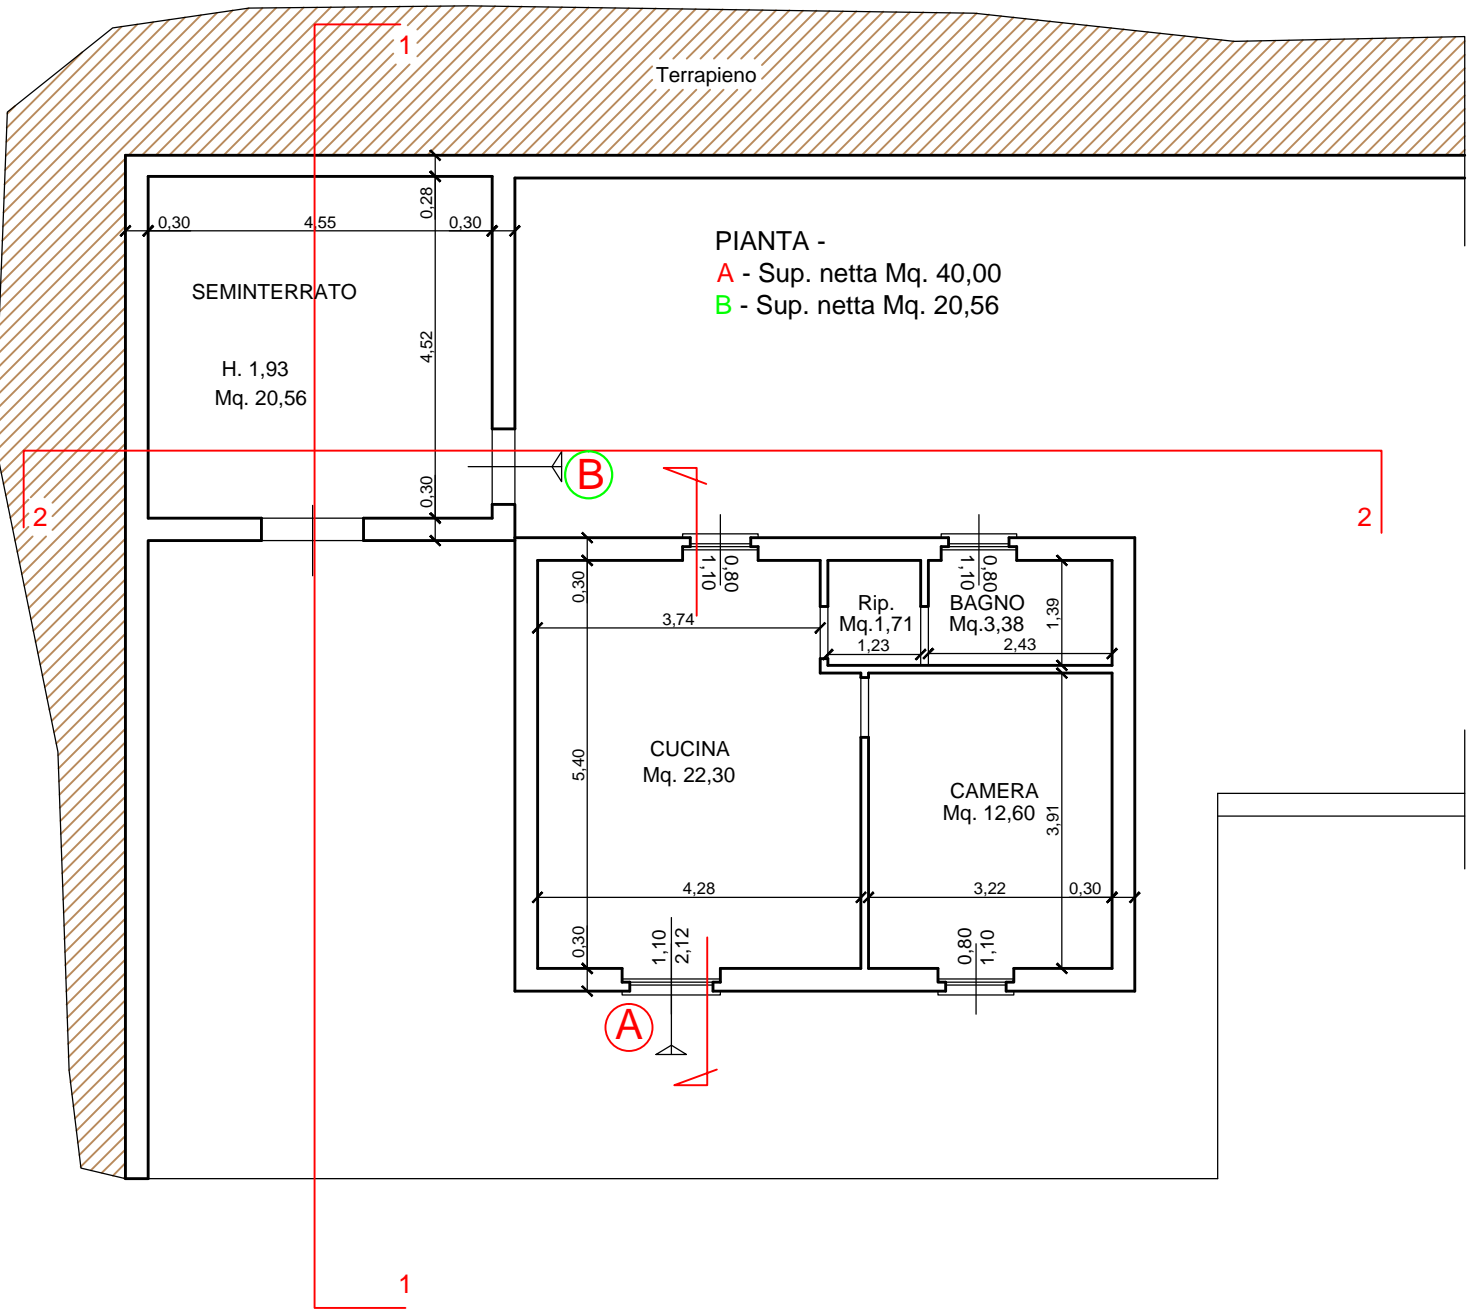 1
Terrapieno
0,30
4,55
0,30
0,28
PIANTA -
A - Sup. netta Mq. 40,00
B - Sup. netta Mq. 20,56
SEMINTERRATO
4,52
H. 1,93
Mq. 20,56
B
0,30
2
2
0,80
1,10
0,80
1,10
0,30
Rip.
Mq.1,71
1,23
BAGNO
Mq.3,38
2,43
1,39
3,74
CUCINA
Mq. 22,30
5,40
CAMERA
Mq. 12,60
3,91
4,28
3,22
0,30
0,30
1,10
2,12
0,80
1,10
A
1